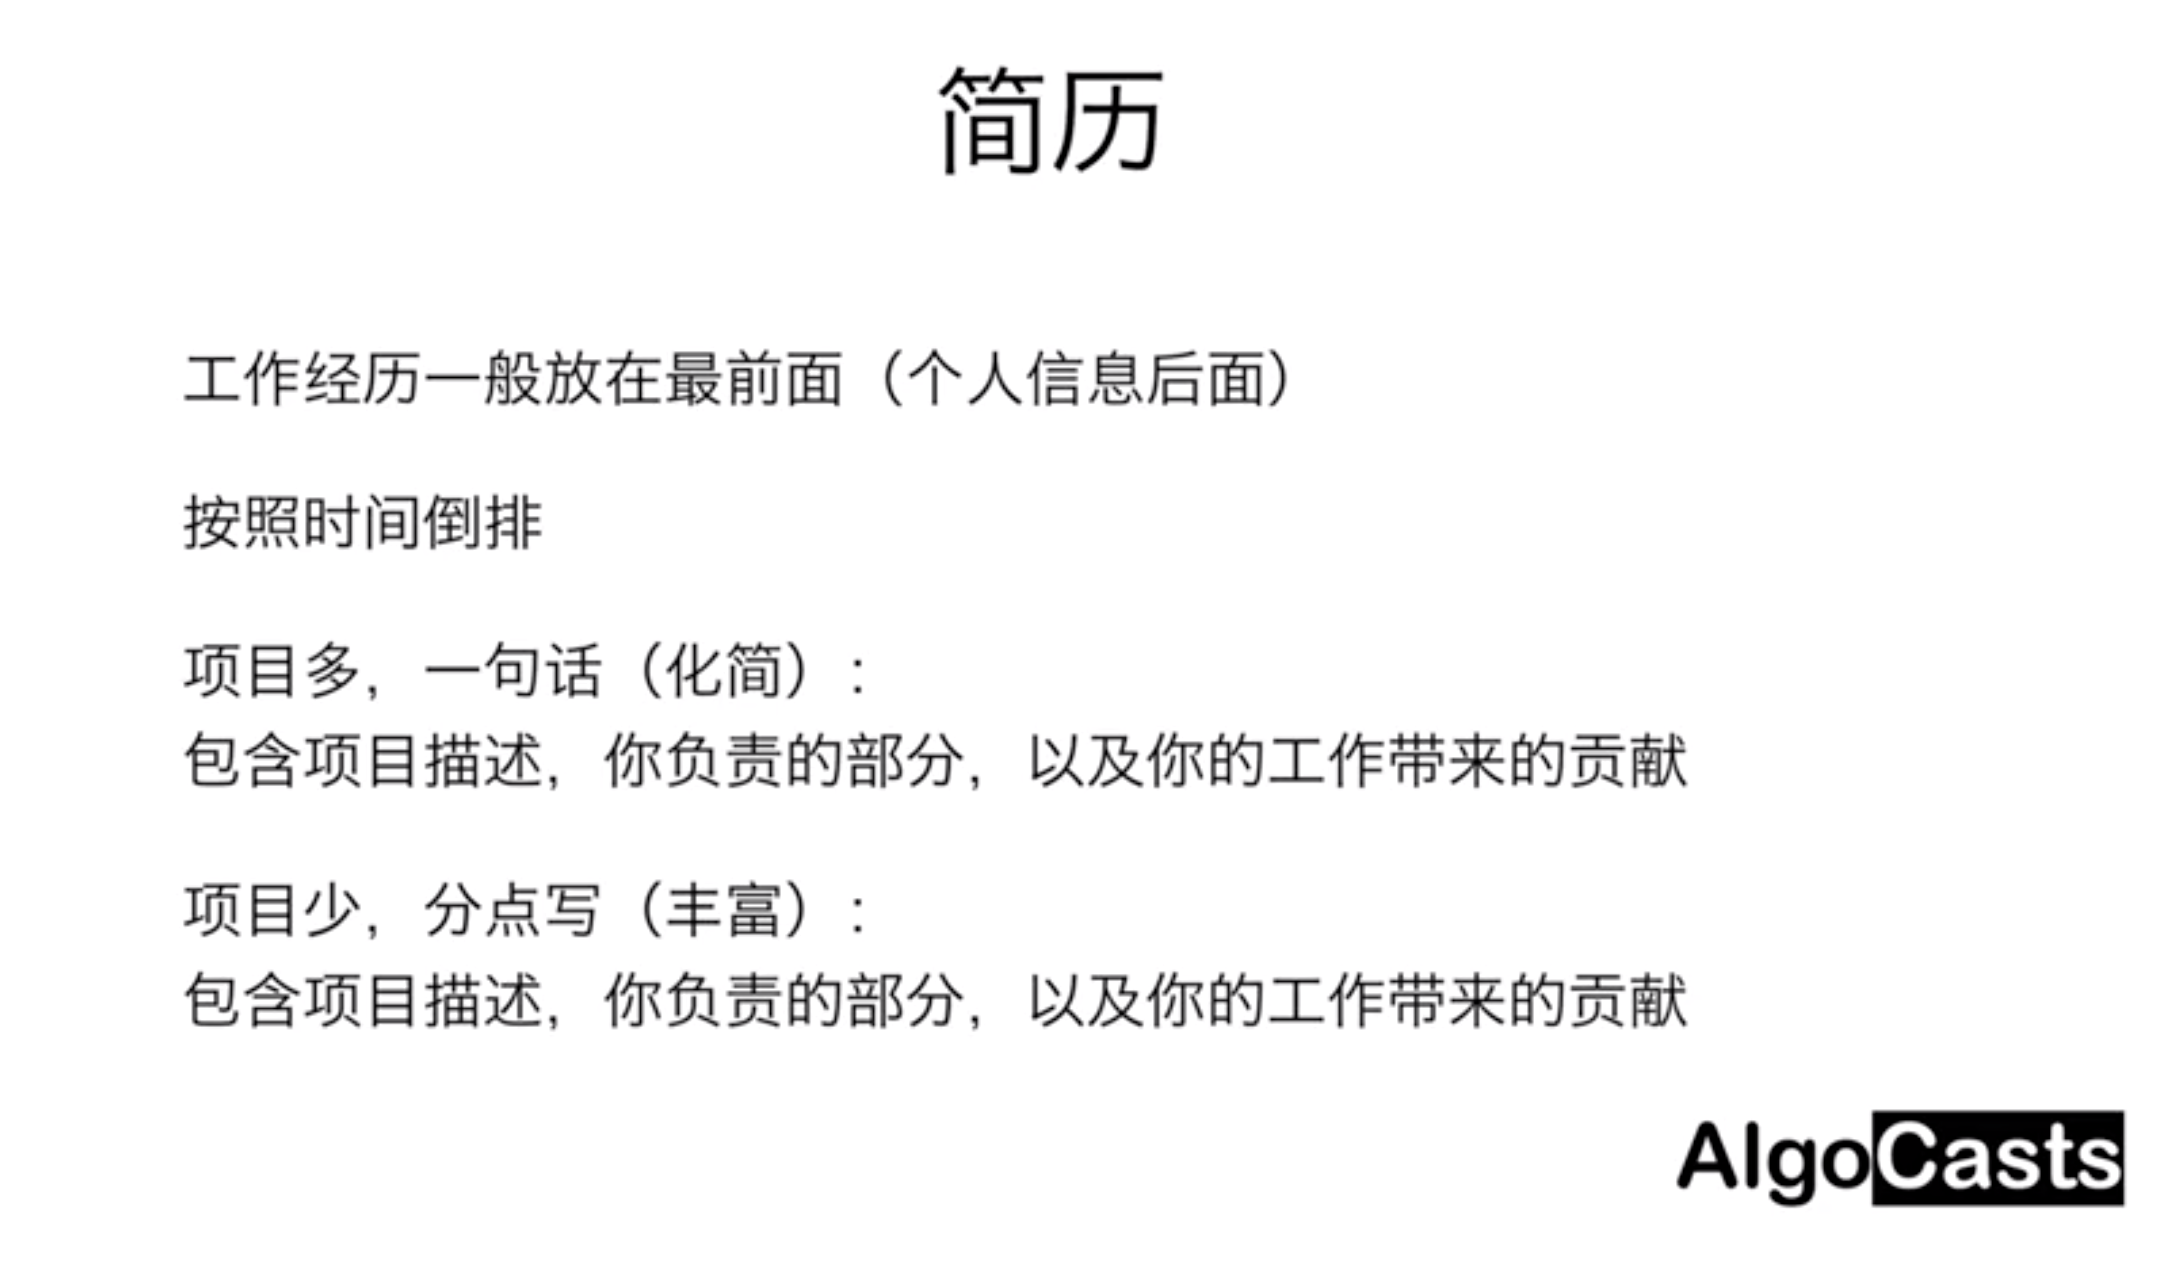 简历
工作经历一般放在最前面（个人信息后面）
按照时间倒排
项目多，一句话（化简）：
包含项目描述，你负责的部分，以及你的工作带来的贡献
项目少，分点写（丰富）：
包含项目描述，你负责的部分，以及你的工作带来的贡献
AlgoCasts